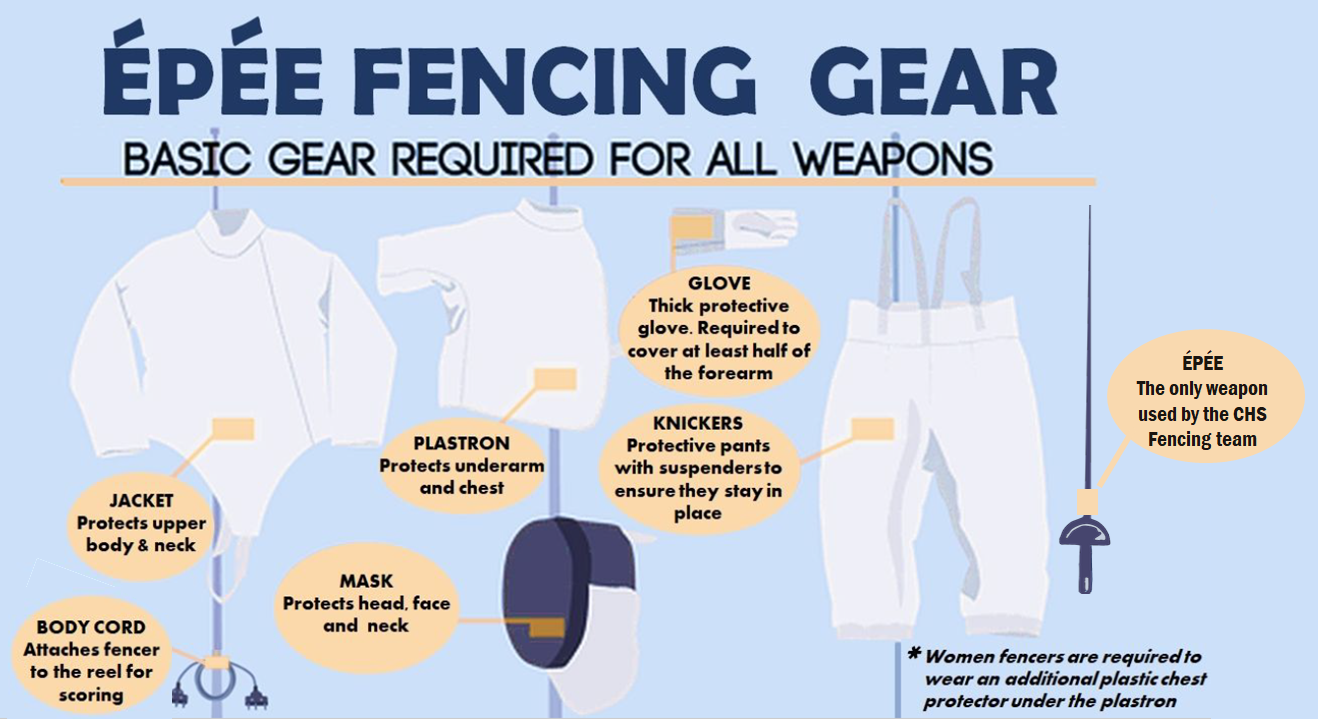 ÉPÉE FENCING GEAR
BASIC GEAR REQUIRED FOR ALL WEAPONS
GLOVE
Thick protective
glove. Required to
cover at least half of
the forearm
ÉPÉE
The only weapon
used by the CHS
Fencing team
KNICKERS
Protective pants
with suspenders to
ensure they stay in
place
PLASTRON
Protects underarm
and chest
JACKET
Protects upper
body & neck
MASK
Protects head, face
and neck
BODY CORD
Attaches fencer
to the reel for
scoring
* Women fencers are required to
wear an additional plastic chest
protector under the plastron